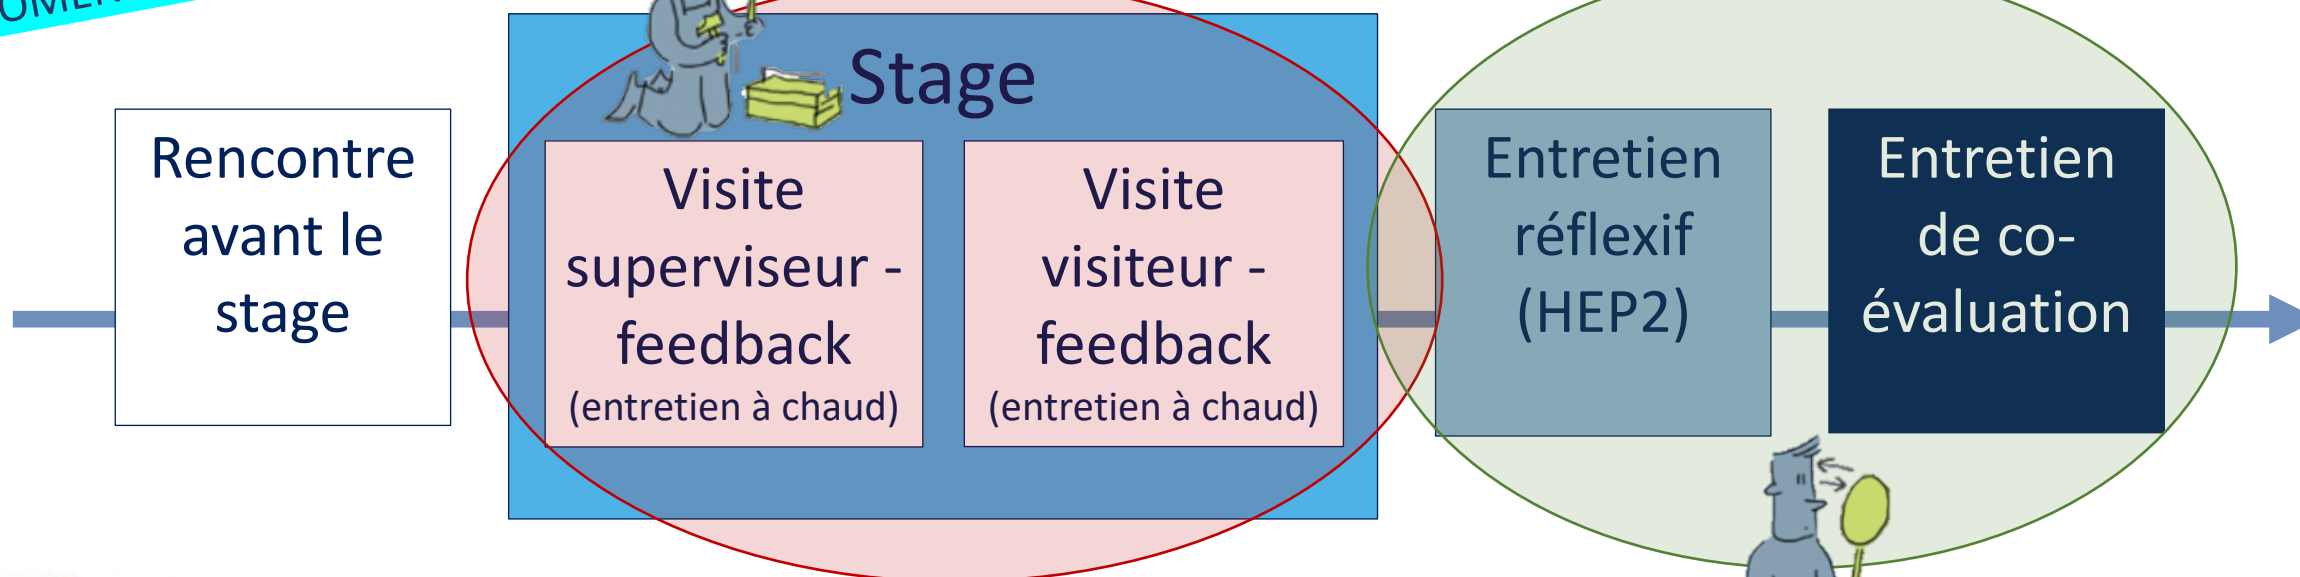 Stage
Rencontre
avant le
stage
Visite
superviseur -
feedback
(entretien à chaud)
Visite
visiteur -
feedback
(entretien à chaud)
Entretien
réflexif
(HEP2)
Entretien
de co-
évaluation